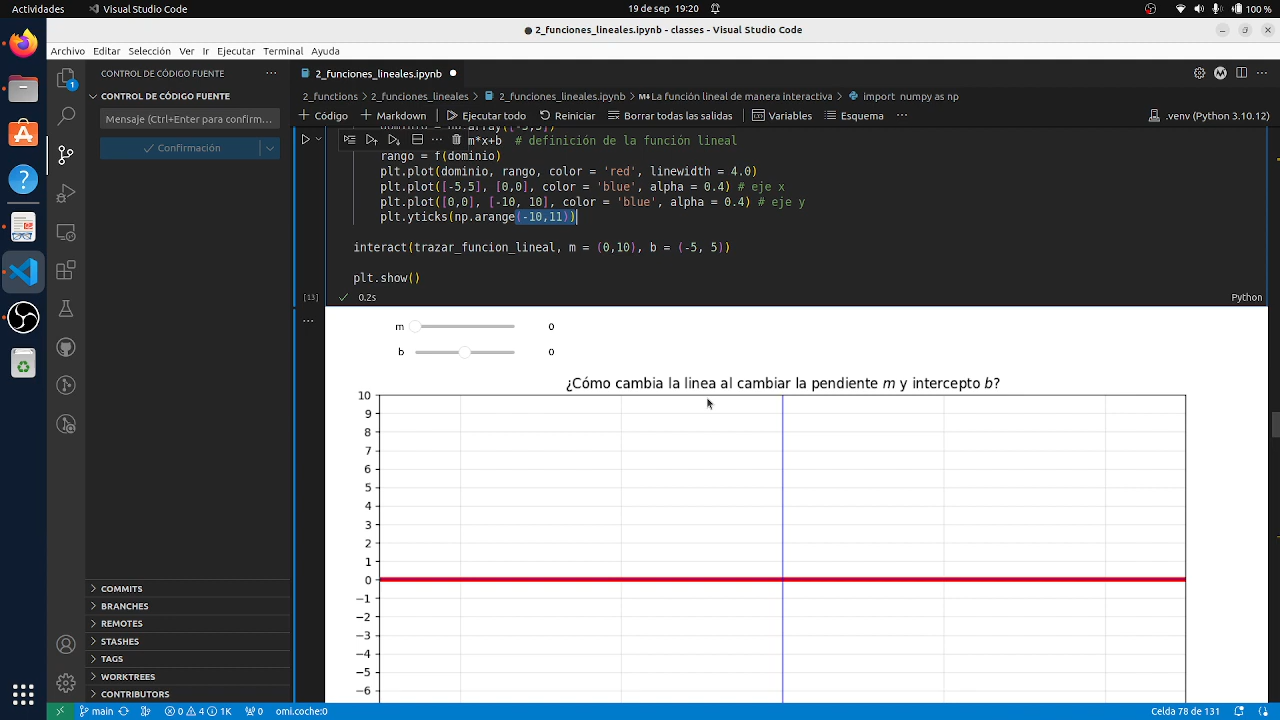 Actividades
Visual Studio Code
19 de sep 19:20
100 %
2_funciones_lineales.ipynb - classes - Visual Studio Code
Archivo Editar Selección Ver Ir Ejecutar Terminal Ayuda
CONTROL DE CÓDIGO FUENTE
2_funciones_lineales.ipynb
CONTROL DE CÓDIGO FUENTE
2_functions > 2_funciones_lineales > 2_funciones_lineales.ipynb > La función lineal de manera interactiva > import numpy as np
Mensaje (Ctrl+Enter para confirm...
+ Código + Markdown Ejecutar todo Reiniciar Borrar todas las salidas Variables Esquema ... .venv (Python 3.10.12)
Confirmación
m*x+b # definición de la función lineal
rango = f(dominio)
plt.plot(dominio, rango, color = 'red', linewidth = 4.0)
plt.plot([-5,5], [0,0], color = 'blue', alpha = 0.4) # eje x
plt.plot([0,0], [-10, 10], color = 'blue', alpha = 0.4) # eje y
plt.yticks(np.arange(-10,11))
interact(trazar_funcion_lineal, m = (0,10), b = (-5, 5))
plt.show()
[13]
0.2s
Python
m 0
b 0
¿Cómo cambia la linea al cambiar la pendiente m y intercepto b?
10
9
8
7
6
5
4
3
2
1
0
−1
−2
−3
−4
−5
−6
COMMITS
BRANCHES
REMOTES
STASHES
TAGS
WORKTREES
CONTRIBUTORS
main
0 4 1K
0
omi.coche:0
Celda 78 de 131